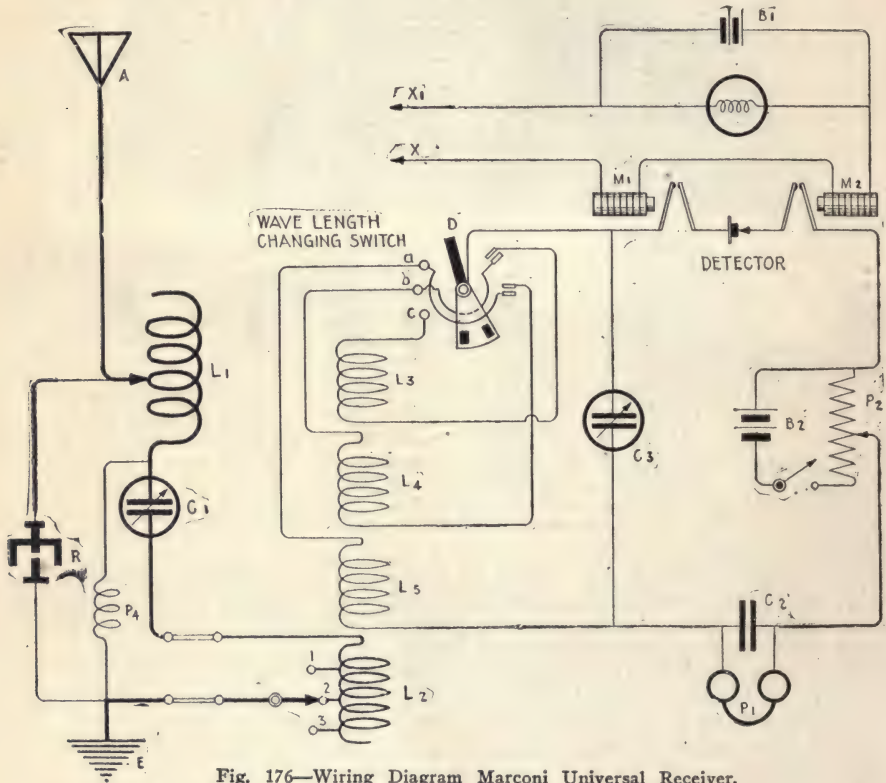 B1
A
X1
X
M1
M2
WAVE LENGTH
CHANGING SWITCH
D
DETECTOR
a
b
c
L1
L3
P2
B2
C3
C1
L4
R
P4
L5
C2
1
2
L2
3
P1
E
Fig. 176—Wiring Diagram Marconi Universal Receiver.